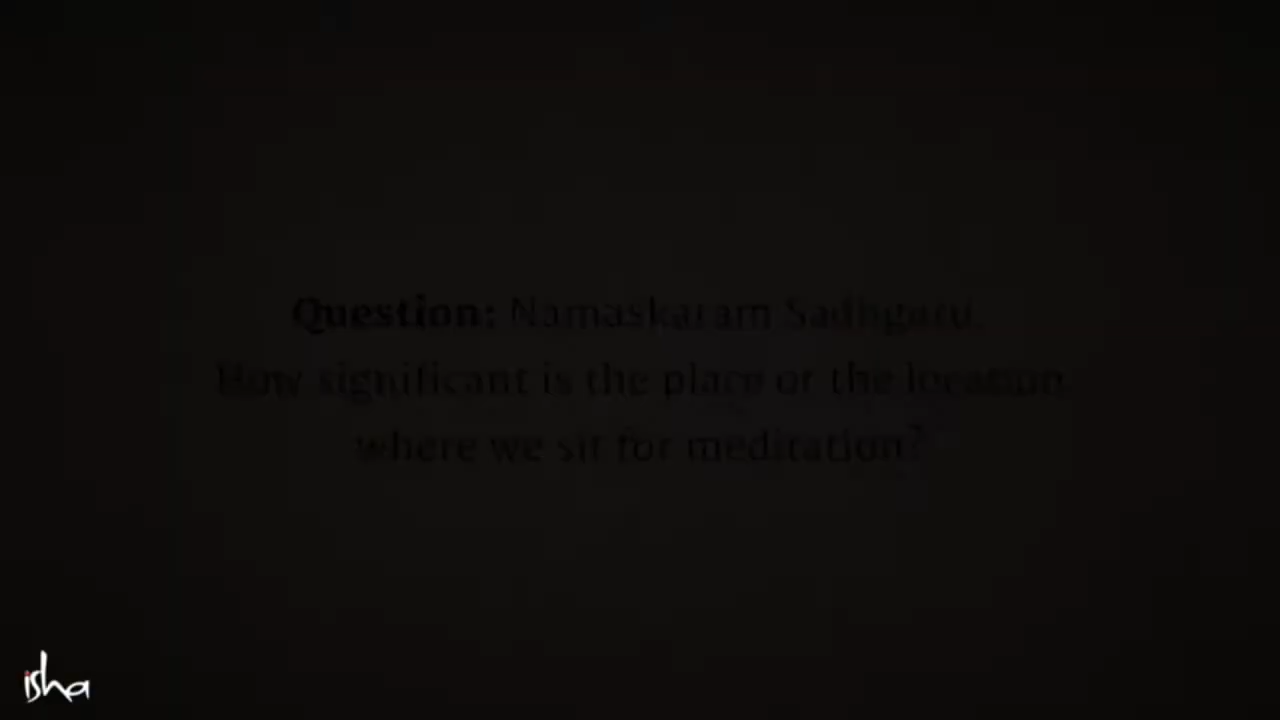 Question: Namaskaram Sadhguru.
How significant is the place or the location
where we sit for meditation?
isha